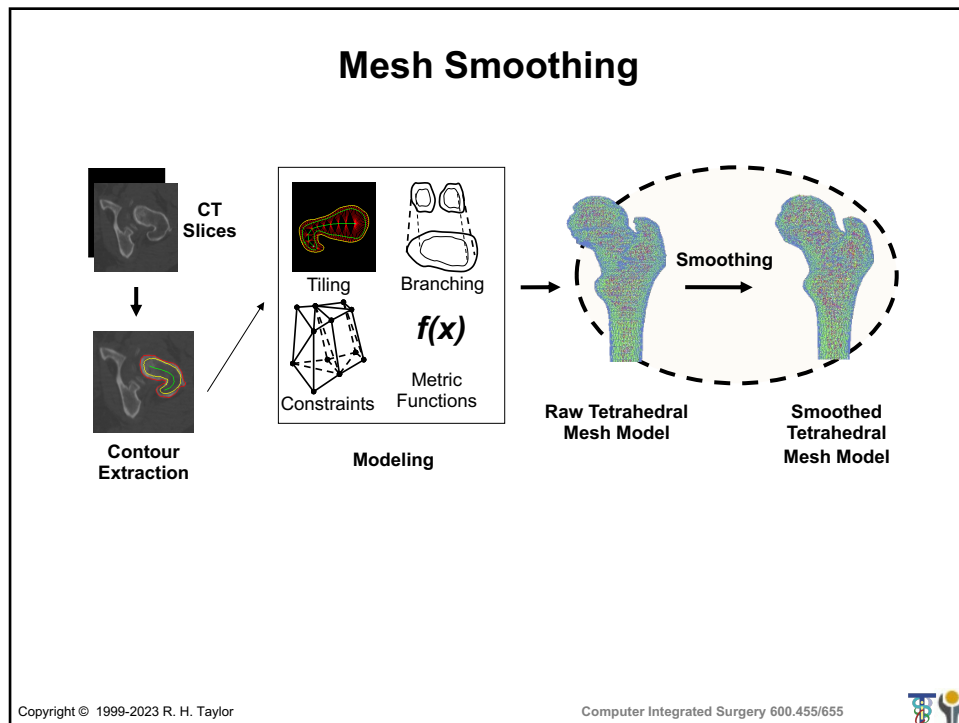 Mesh Smoothing
CT
Slices
Contour
Extraction
Tiling
Branching
Constraints
f(x)
Metric
Functions
Modeling
Smoothing
Raw Tetrahedral
Mesh Model
Smoothed
Tetrahedral
Mesh Model
Copyright © 1999-2023 R. H. Taylor
Computer Integrated Surgery 600.455/655